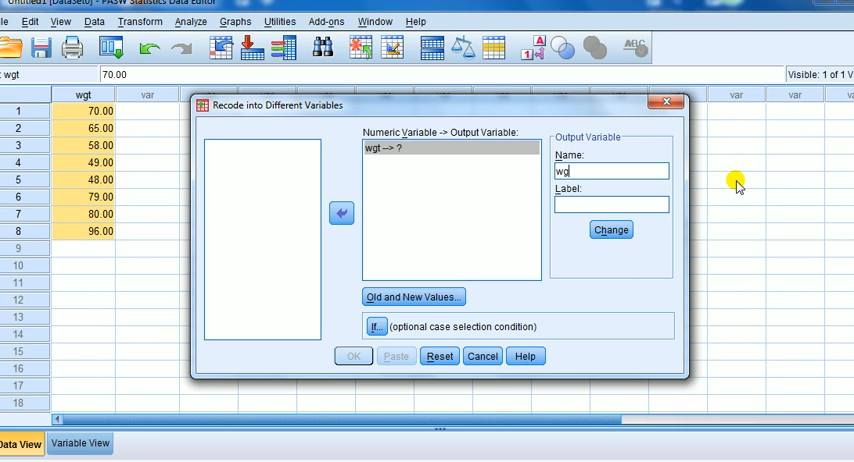 Untitled1 [DataSet0] - PASW Statistics Data Editor
le Edit View Data Transform Analyze Graphs Utilities Add-ons Window Help
: wgt 70.00 Visible: 1 of 1 V
wgt var var var var va
1 70.00
2 65.00
3 58.00
4 49.00
5 48.00
6 79.00
7 80.00
8 96.00
9
10
11
12
13
14
15
16
17
18
Recode into Different Variables
Numeric Variable -> Output Variable:
wgt --> ?
Output Variable
Name:
wg
Label:
Change
Old and New Values...
If... (optional case selection condition)
OK Paste Reset Cancel Help
Data View Variable View